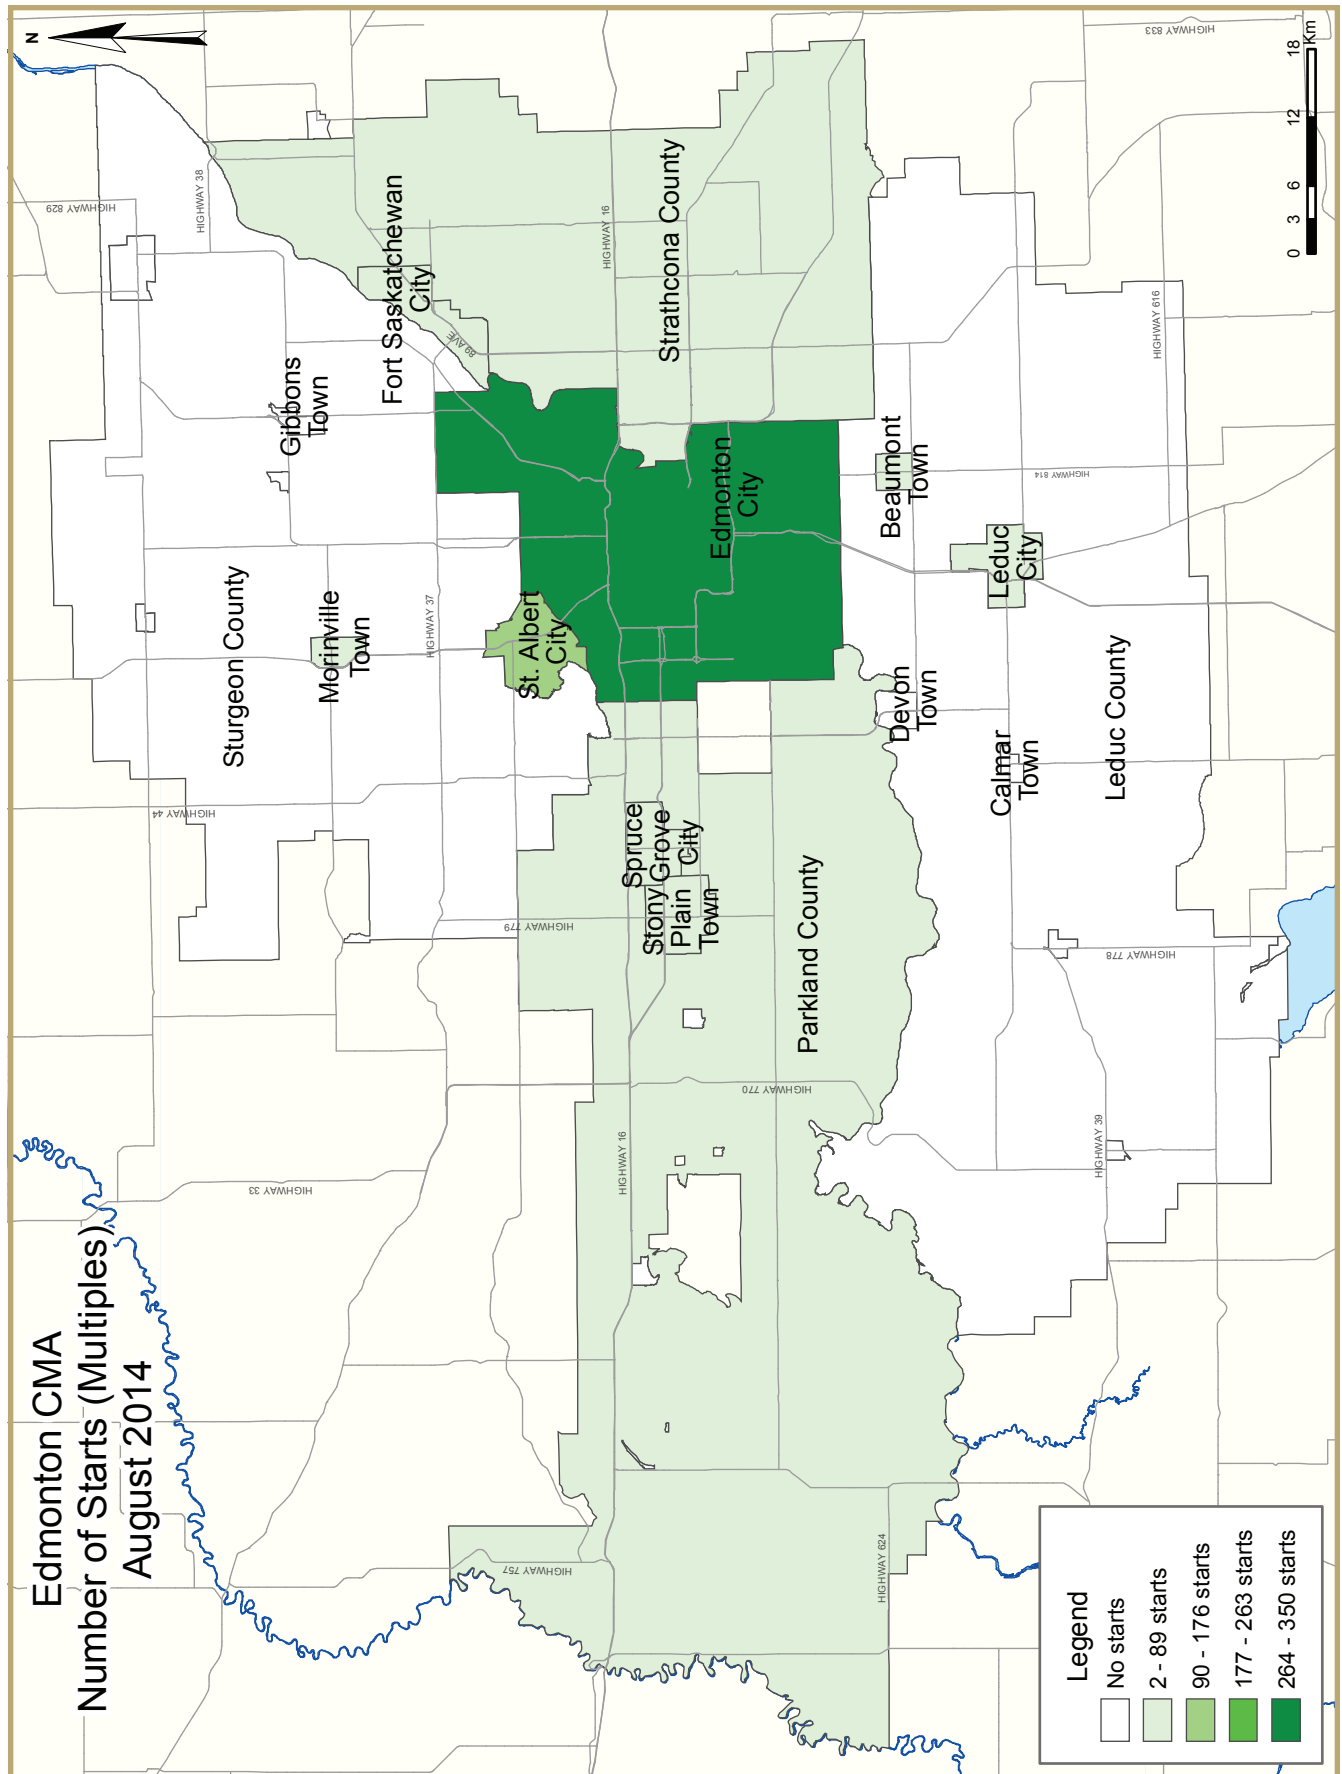 Edmonton CMA
Number of Starts (Multiples)
August 2014
N
HIGHWAY 829
HIGHWAY 38
HIGHWAY 833
HIGHWAY 44
HIGHWAY 33
Sturgeon County
Gibbons
Town
Morinville
Town
Fort Saskatchewan
City
HIGHWAY 37
89 AVE
HIGHWAY 779
HIGHWAY 757
St. Albert
City
HIGHWAY 16
HIGHWAY 16
Strathcona County
Spruce
Grove
City
Stony
Plain
Town
Edmonton
City
HIGHWAY 770
Parkland County
HIGHWAY 624
Beaumont
Town
Devon
Town
Leduc
City
Calmar
Town
HIGHWAY 814
HIGHWAY 778
HIGHWAY 39
HIGHWAY 616
Leduc County
Legend
No starts
2 - 89 starts
90 - 176 starts
177 - 263 starts
264 - 350 starts
0 3 6 12 18
Km